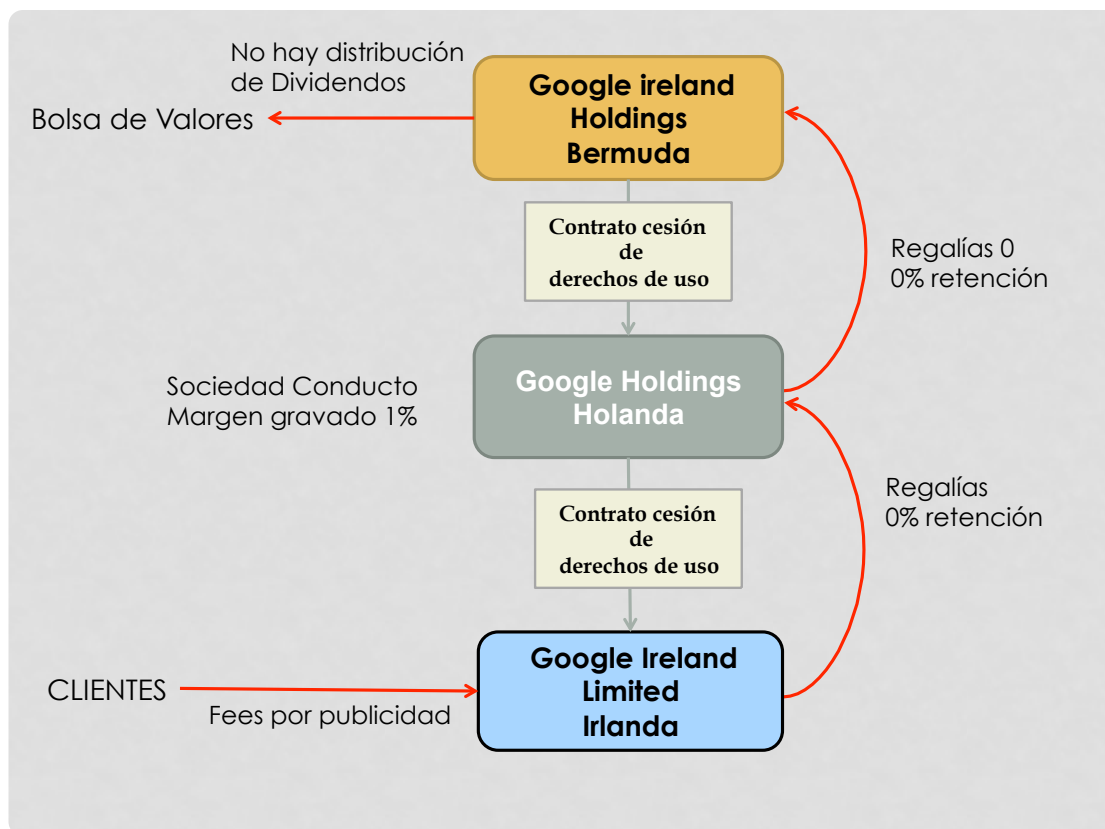 No hay distribución
de Dividendos
Bolsa de Valores
Google ireland
Holdings
Bermuda
Contrato cesión
de
derechos de uso
Regalías 0
0% retención
Sociedad Conducto
Margen gravado 1%
Google Holdings
Holanda
Regalías
0% retención
Contrato cesión
de
derechos de uso
CLIENTES
Fees por publicidad
Google Ireland
Limited
Irlanda